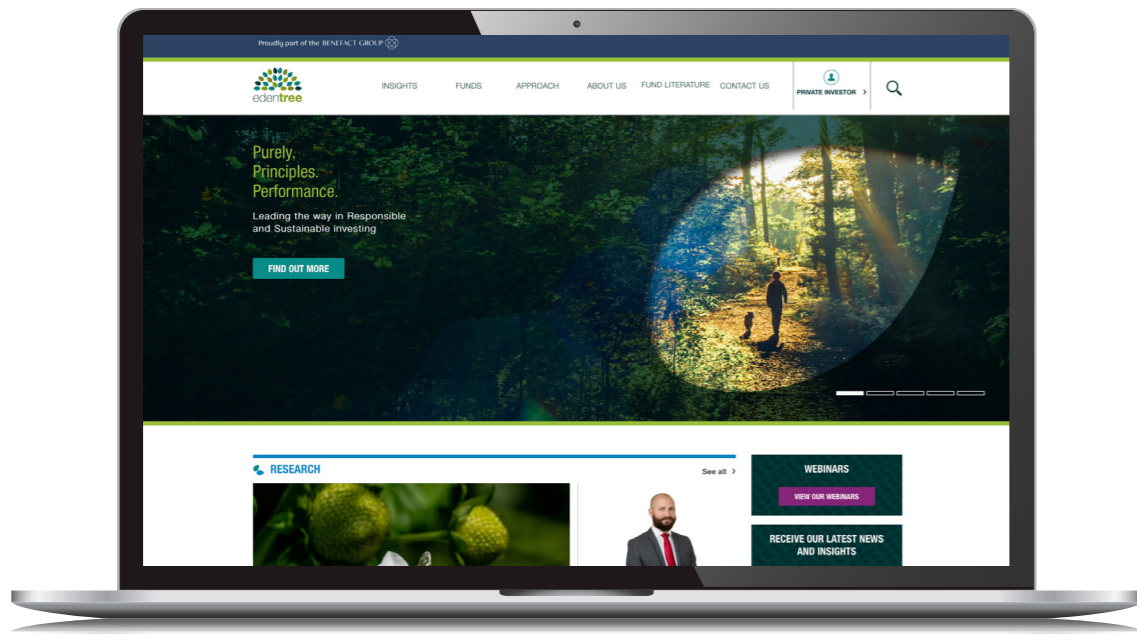 Proudly part of the BENEFACT GROUP
edentree
INSIGHTS
FUNDS
APPROACH
ABOUT US
FUND LITERATURE
CONTACT US
PRIVATE INVESTOR >
Purely.
Principles.
Performance.
Leading the way in Responsible
and Sustainable investing
FIND OUT MORE
RESEARCH
See all >
WEBINARS
VIEW OUR WEBINARS
RECEIVE OUR LATEST NEWS
AND INSIGHTS